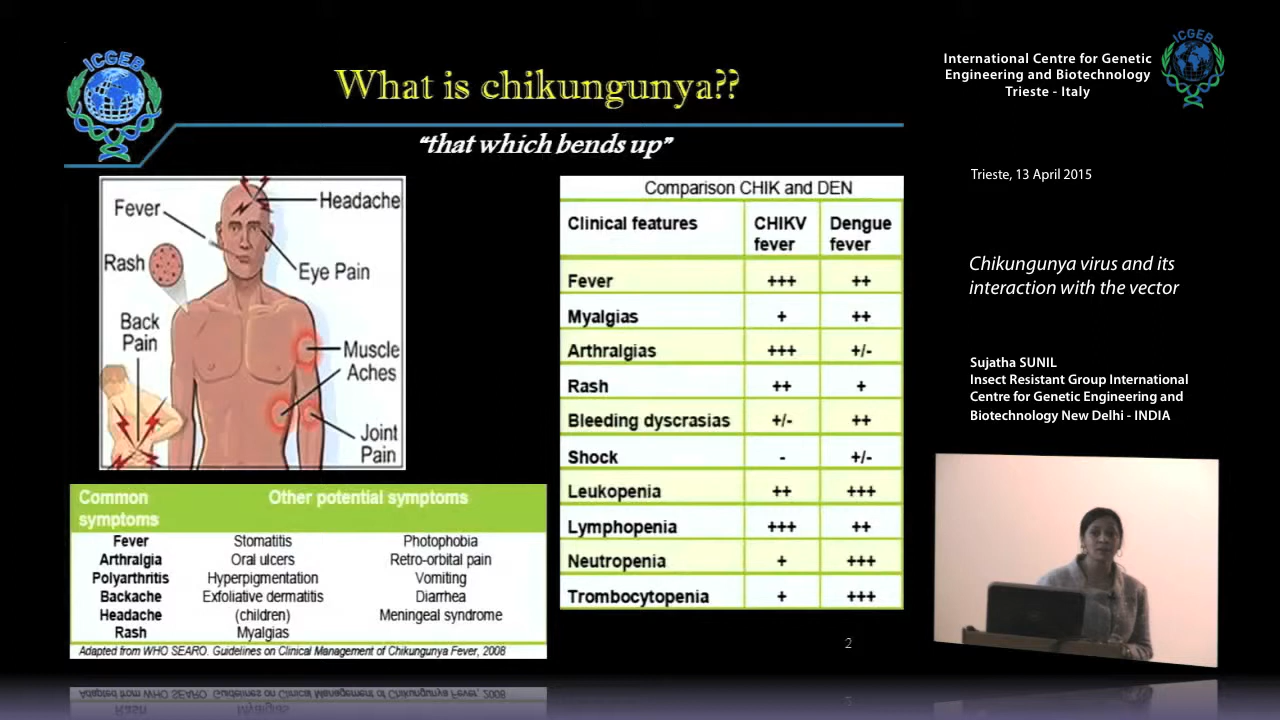 ICGEB
What is chikungunya??
"that which bends up"
Fever
Headache
Rash
Eye Pain
Back
Pain
Muscle
Aches
Joint
Pain
Common
symptoms
Other potential symptoms
Fever Stomatitis Photophobia
Arthralgia Oral ulcers Retro-orbital pain
Polyarthritis Hyperpigmentation Vomiting
Backache Exfoliative dermatitis Diarrhea
Headache (children) Meningeal syndrome
Rash Myalgias
Adapted from WHO SEARO. Guidelines on Clinical Management of Chikungunya Fever, 2008
Comparison CHIK and DEN
Clinical features CHIKV fever Dengue fever
Fever +++ ++
Myalgias + ++
Arthralgias +++ +/-
Rash ++ +
Bleeding dyscrasias +/- ++
Shock - +/-
Leukopenia ++ +++
Lymphopenia +++ ++
Neutropenia + +++
Trombocytopenia + +++
2
International Centre for Genetic
Engineering and Biotechnology
Trieste - Italy
ICGEB
Trieste, 13 April 2015
Chikungunya virus and its
interaction with the vector
Sujatha SUNIL
Insect Resistant Group International
Centre for Genetic Engineering and
Biotechnology New Delhi - INDIA